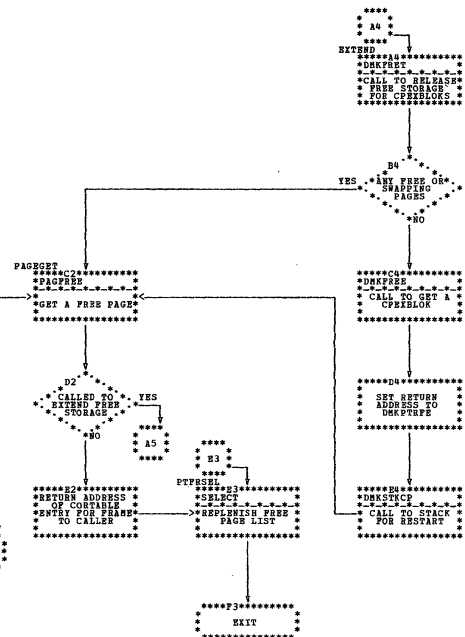 A4
EXTEND
A4
DMKFRET
CALL TO RELEASE
FREE STORAGE
FOR CPEXBLOKS
B4
ANY FREE OR
SWAPPING
PAGES
YES
NO
PAGEGET
C2
PAGFREE
GET A FREE PAGE
C4
DMKFREE
CALL TO GET A
CPEXBLOK
D2
CALLED TO
EXTEND FREE
STORAGE
YES
NO
A5
D4
SET RETURN
ADDRESS TO
DMKPTRFE
E3
E2
RETURN ADDRESS
OF CORTABLE
ENTRY FOR FRAME
TO CALLER
PTFRSEL
E3
SELECT
REPLENISH FREE
PAGE LIST
E4
DMKSTKCP
CALL TO STACK
FOR RESTART
F3
EXIT